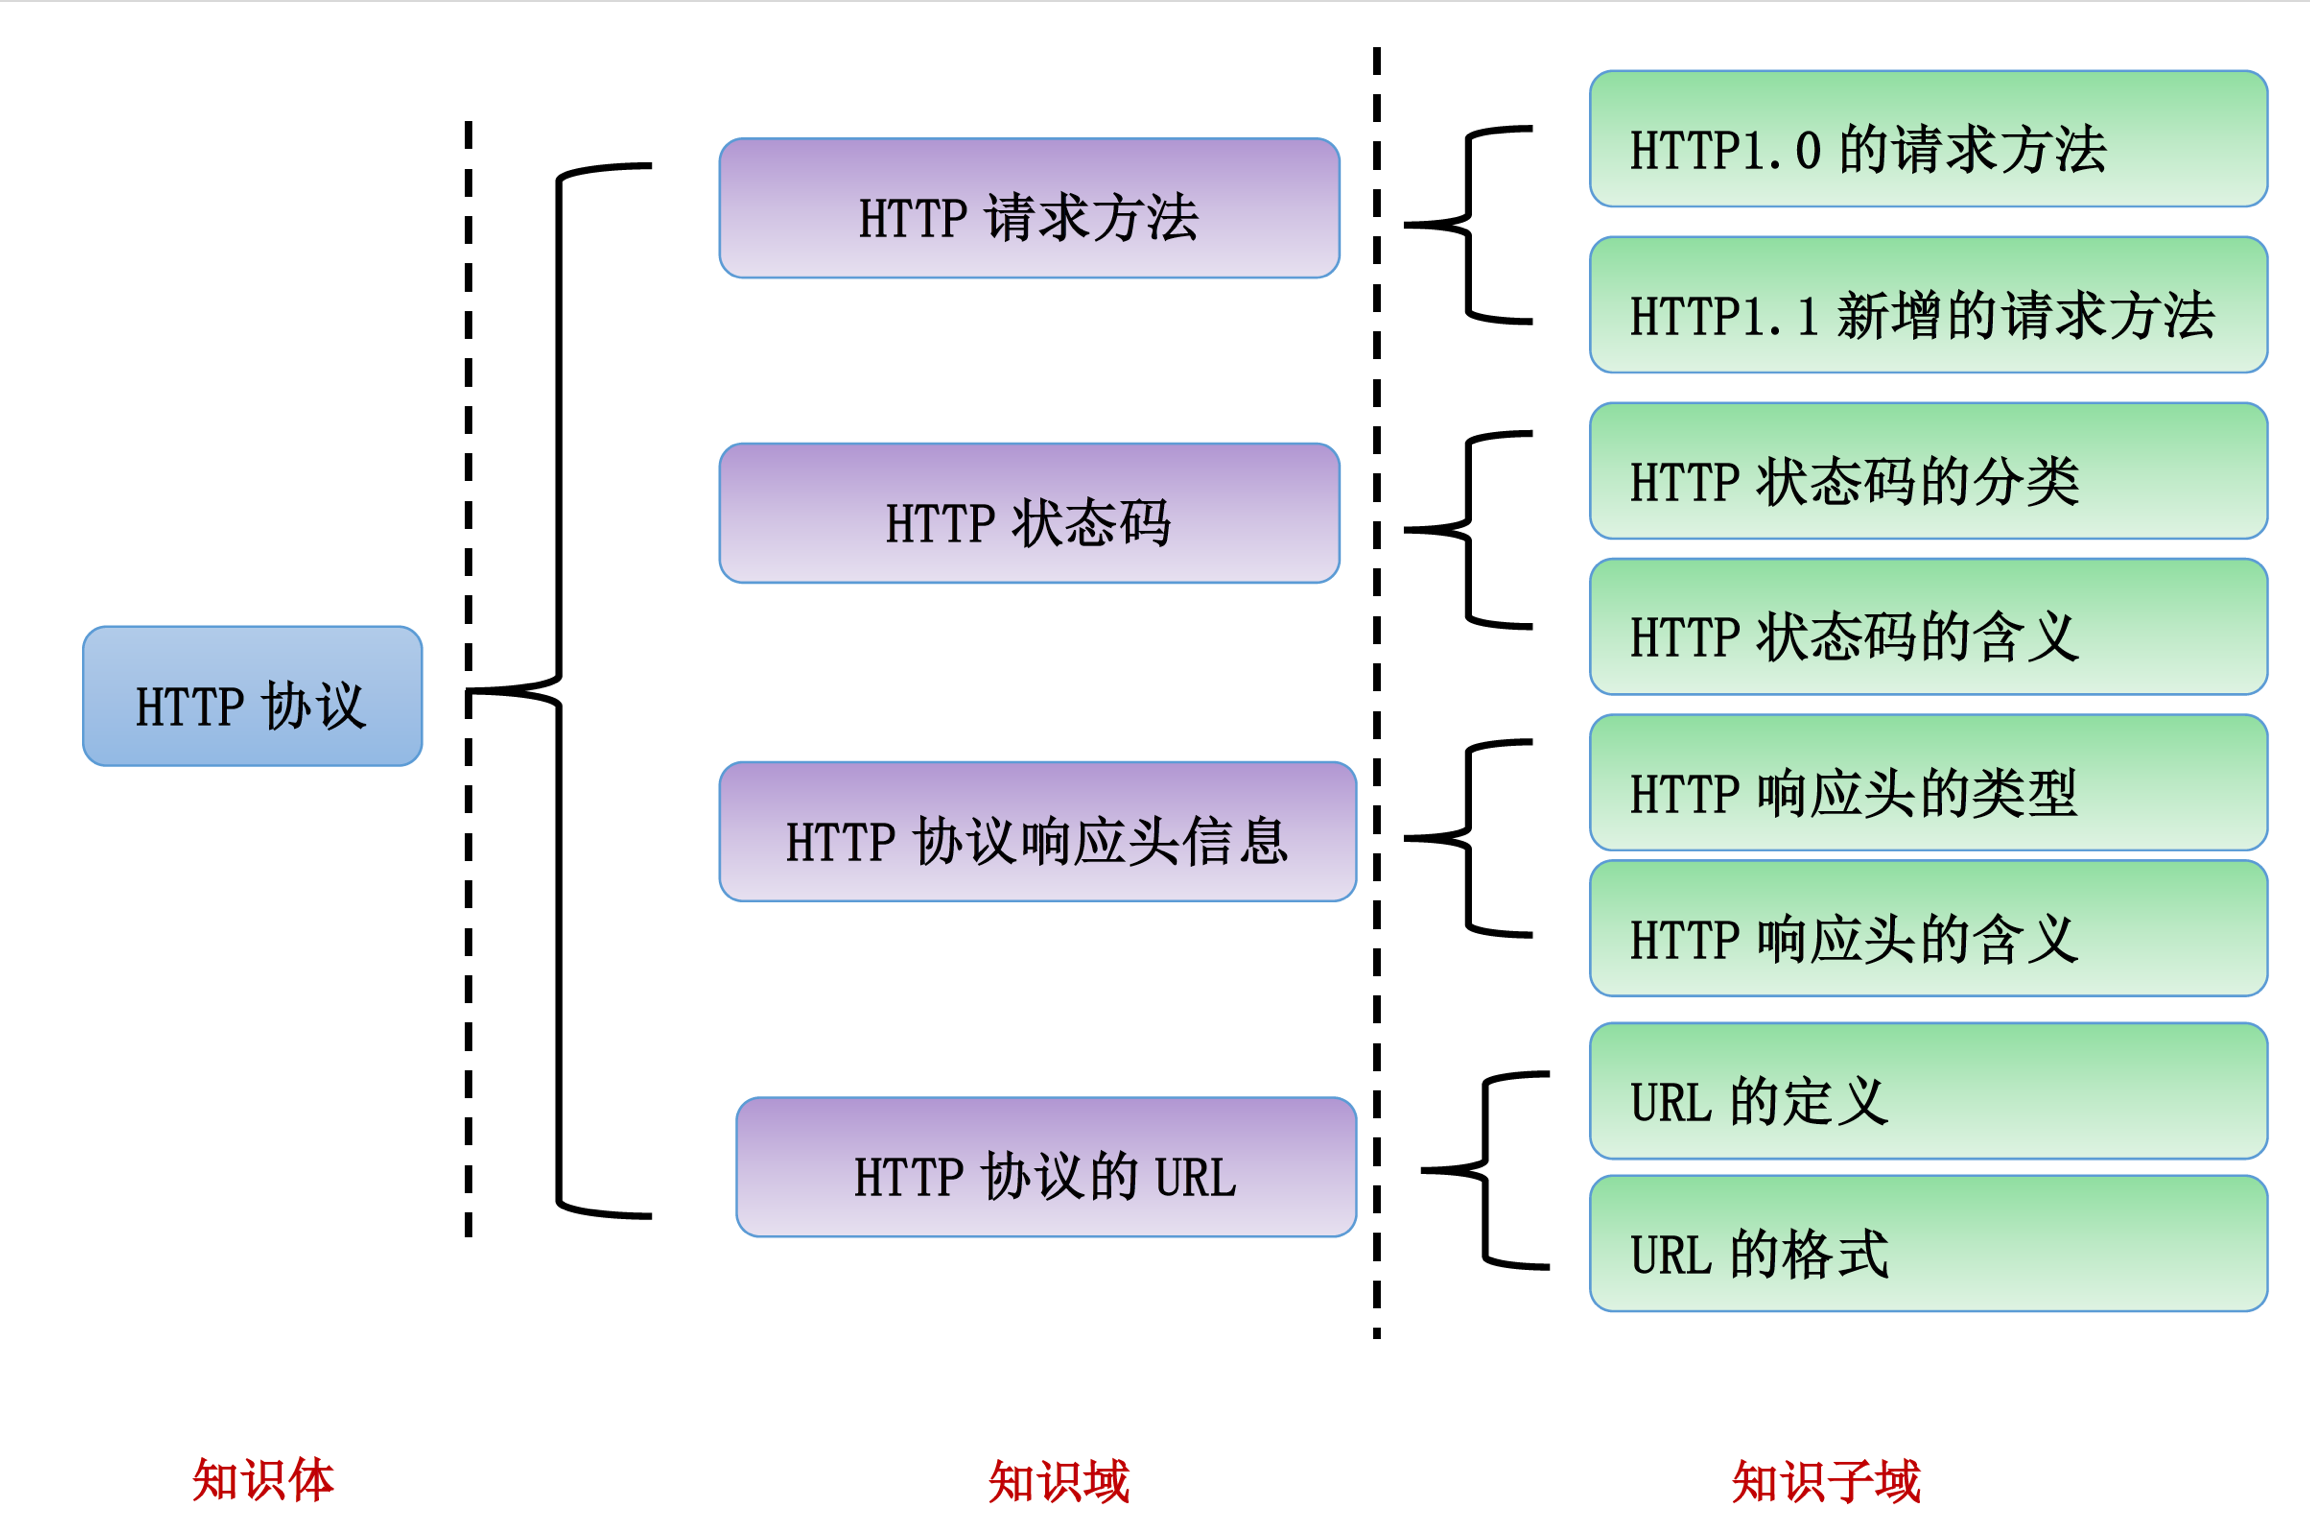 HTTP 协议
HTTP 请求方法
HTTP 状态码
HTTP 协议响应头信息
HTTP 协议的 URL
HTTP1.0 的请求方法
HTTP1.1 新增的请求方法
HTTP 状态码的分类
HTTP 状态码的含义
HTTP 响应头的类型
HTTP 响应头的含义
URL 的定义
URL 的格式
知识体
知识域
知识子域